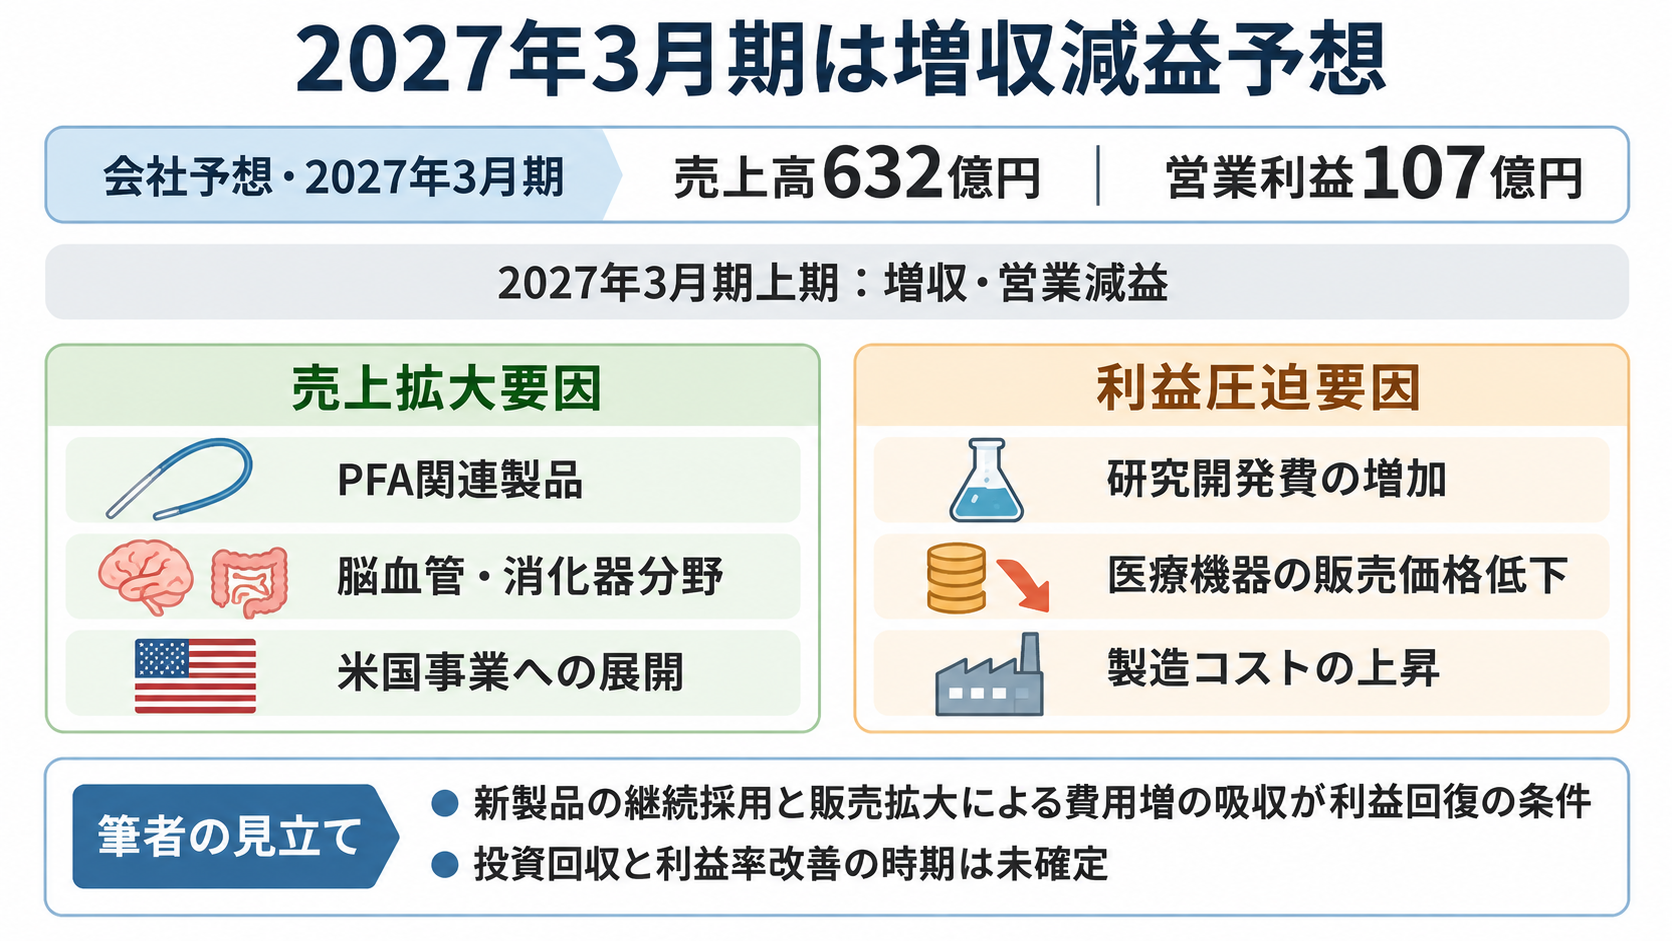 2027年3月期は増収減益予想
会社予想・2027年3月期
売上高632億円
営業利益107億円
2027年3月期上期：増収・営業減益
売上拡大要因
PFA関連製品
脳血管・消化器分野
米国事業への展開
利益圧迫要因
研究開発費の増加
医療機器の販売価格低下
製造コストの上昇
筆者の見立て
● 新製品の継続採用と販売拡大による費用増の吸収が利益回復の条件
● 投資回収と利益率改善の時期は未確定